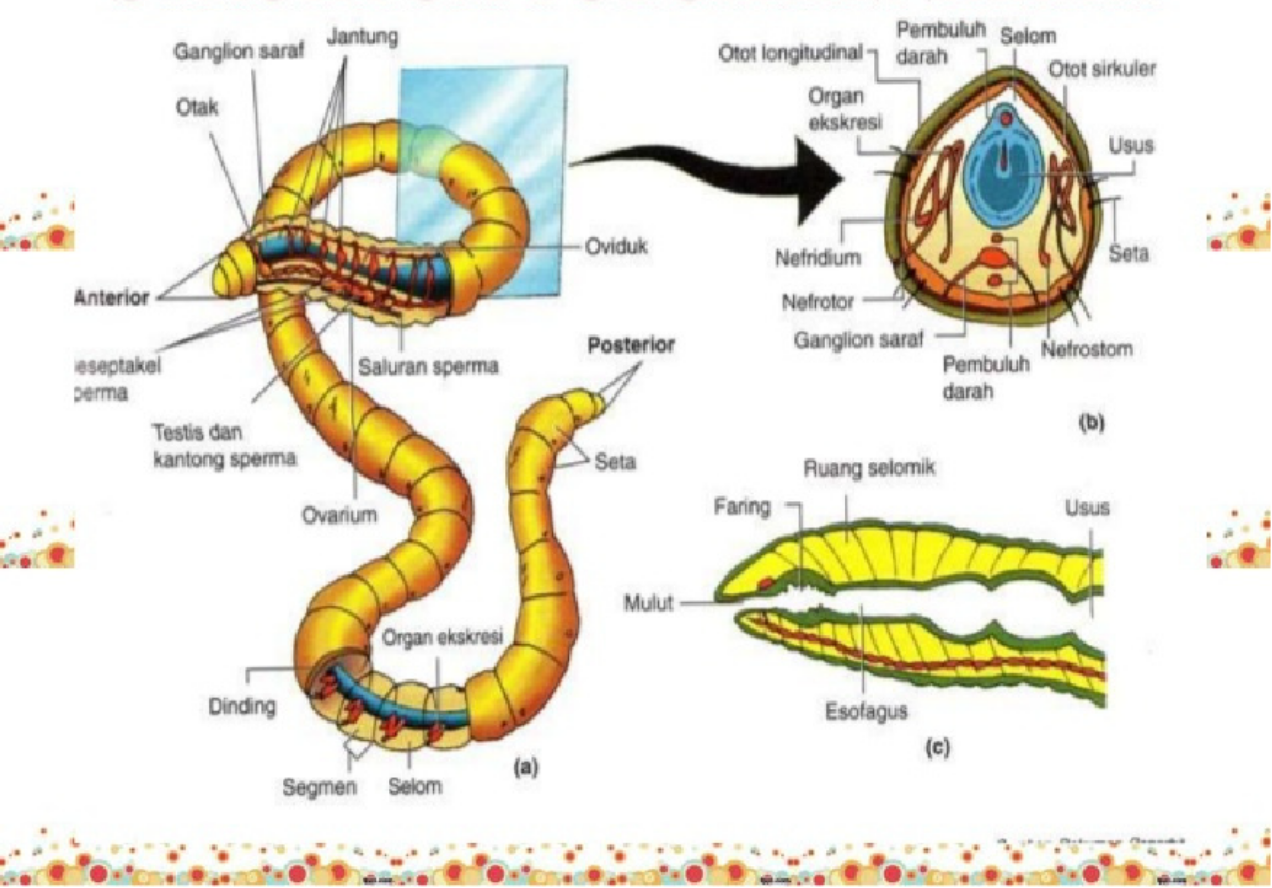 Ganglion saraf
Jantung
Otak
Oviduk
Anterior
Posterior
Saluran sperma
Testis dan
kantong sperma
Seta
Ovarium
Organ ekskresi
Dinding
Segmen
Selom
(a)
Pembuluh
darah
Selom
Otot longitudinal
Otot sirkuler
Organ
ekskresi
Usus
Nefridium
Seta
Nefrotor
Ganglion saraf
Nefrostom
Pembuluh
darah
(b)
Ruang selomik
Faring
Usus
Mulut
Esofagus
(c)